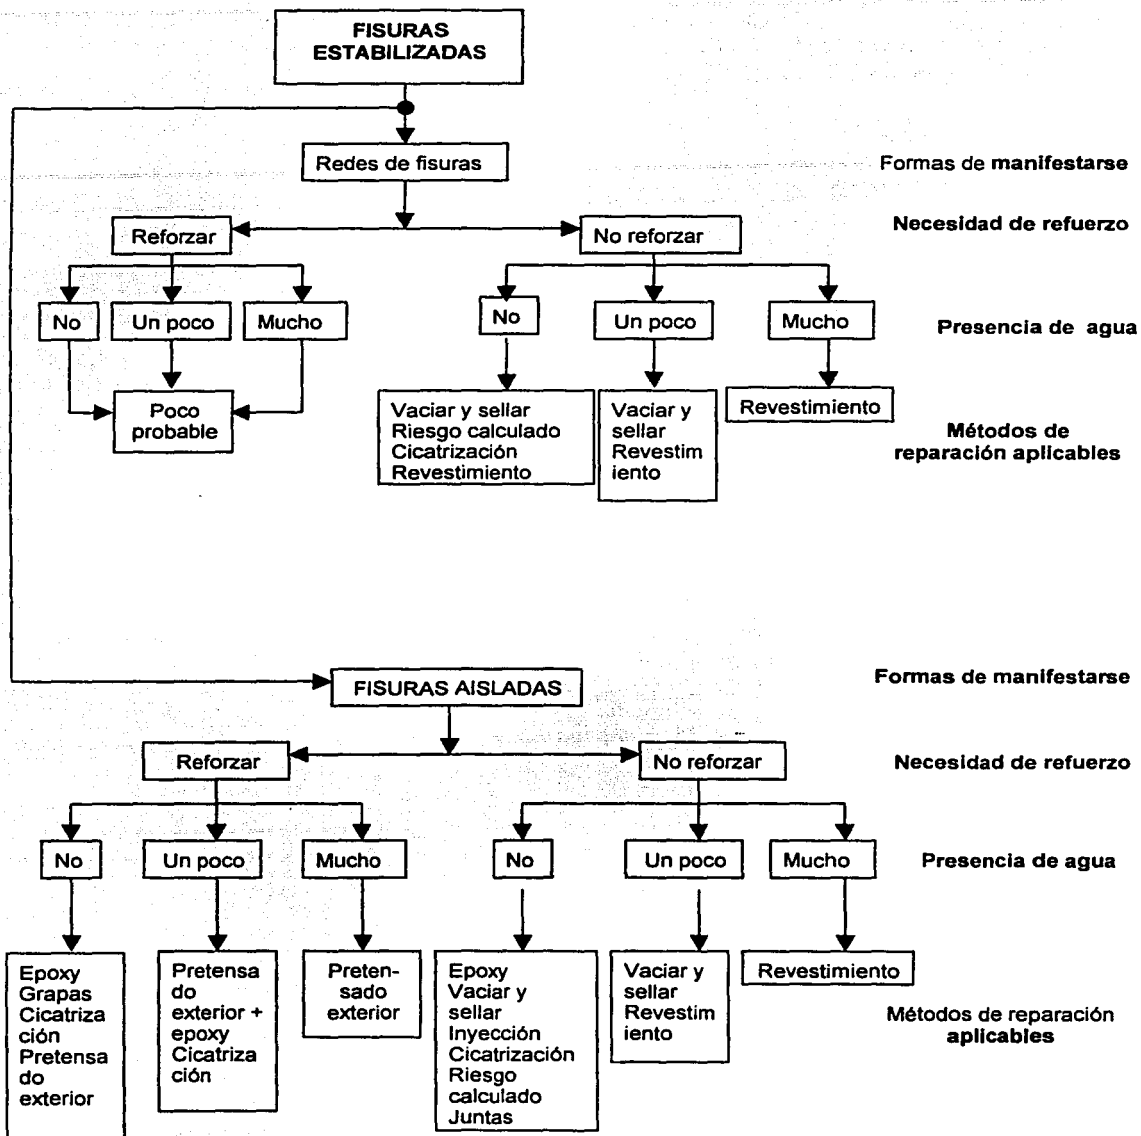 FISURAS
ESTABILIZADAS
Redes de fisuras
Formas de manifestarse
Reforzar
No reforzar
Necesidad de refuerzo
No
Un poco
Mucho
No
Un poco
Mucho
Presencia de agua
Poco
probable
Vaciar y sellar
Riesgo calculado
Cicatrización
Revestimiento
Vaciar y
sellar
Revestim
iento
Revestimiento
Métodos de
reparación aplicables
FISURAS AISLADAS
Formas de manifestarse
Reforzar
No reforzar
Necesidad de refuerzo
No
Un poco
Mucho
No
Un poco
Mucho
Presencia de agua
Epoxy
Grapas
Cicatriza
ción
Pretensa
do
exterior
Pretensa
do
exterior +
epoxy
Cicatriza
ción
Preten-
sado
exterior
Epoxy
Vaciar y
sellar
Inyección
Cicatrización
Riesgo
calculado
Juntas
Vaciar y
sellar
Revestim
iento
Revestimiento
Métodos de reparación
aplicables